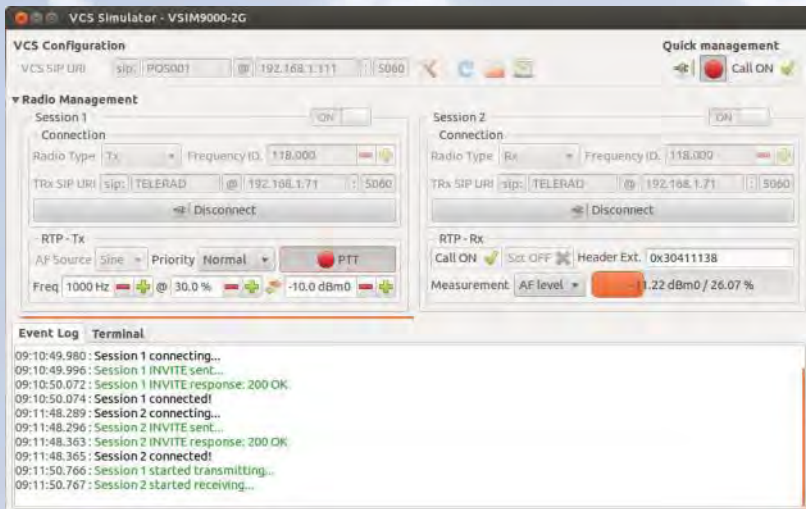 VCS Simulator - VSIM9000-2G
VCS Configuration
Quick management
VCS SIP URI sip: POS001 @ 192.168.1.111 : 5060
Call ON
Radio Management
Session 1 ON
Connection
Radio Type Tx Frequency ID. 118.000
TRx SIP URI sip: TELERAD @ 192.168.1.71 : 5060
Disconnect
RTP - Tx
AF Source Sine Priority Normal PTT
Freq 1000 Hz @ 30.0 % -10.0 dBm0
Session 2 ON
Connection
Radio Type Rx Frequency ID. 118.000
TRx SIP URI sip: TELERAD @ 192.168.1.71 : 5060
Disconnect
RTP - Rx
Call ON Sct OFF Header Ext. 0x30411138
Measurement AF level 1.22 dBm0 / 26.07 %
Event Log Terminal
09:10:49.980 : Session 1 connecting...
09:10:49.996 : Session 1 INVITE sent...
09:10:50.072 : Session 1 INVITE response: 200 OK
09:10:50.074 : Session 1 connected!
09:11:48.289 : Session 2 connecting...
09:11:48.296 : Session 2 INVITE sent...
09:11:48.363 : Session 2 INVITE response: 200 OK
09:11:48.365 : Session 2 connected!
09:11:50.766 : Session 1 started transmitting...
09:11:50.767 : Session 2 started receiving...